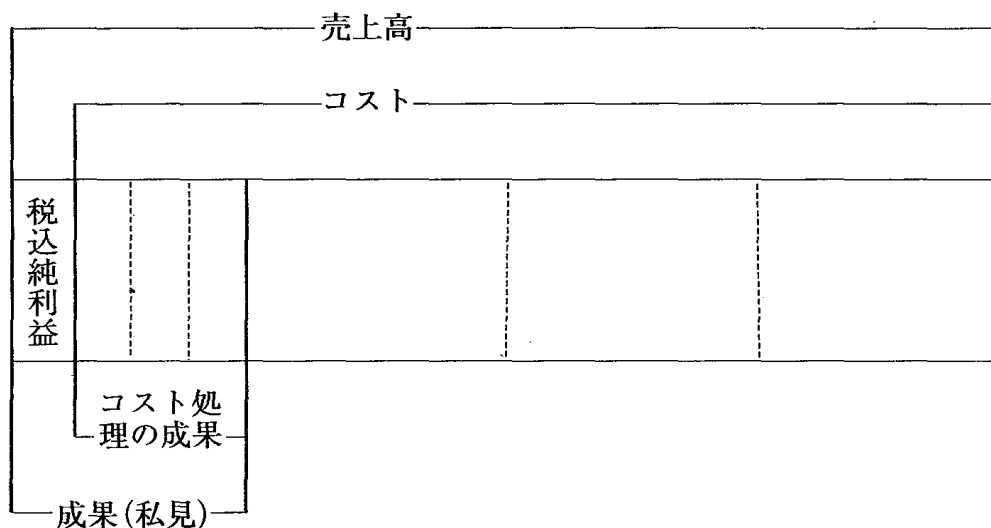 売上高
コスト
税込純利益
コスト処
理の成果
成果(私見)